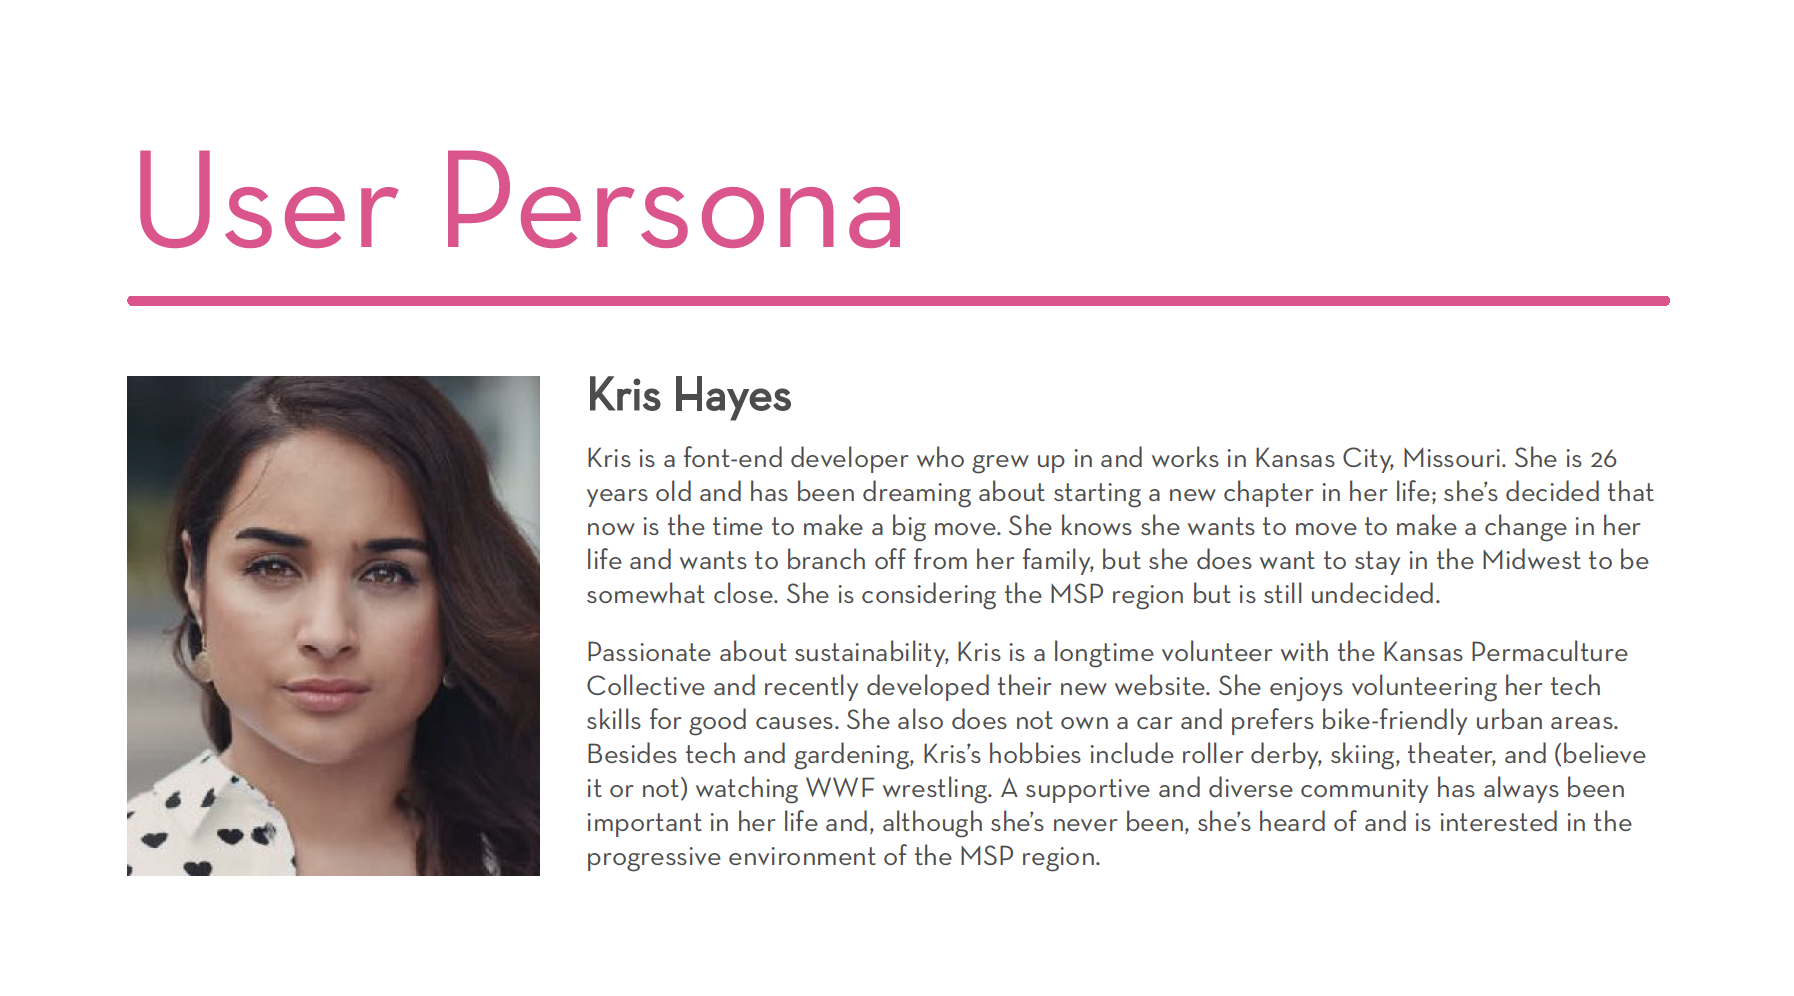 User Persona
Kris Hayes
Kris is a font-end developer who grew up in and works in Kansas City, Missouri. She is 26
years old and has been dreaming about starting a new chapter in her life; she's decided that
now is the time to make a big move. She knows she wants to move to make a change in her
life and wants to branch off from her family, but she does want to stay in the Midwest to be
somewhat close. She is considering the MSP region but is still undecided.
Passionate about sustainability, Kris is a longtime volunteer with the Kansas Permaculture
Collective and recently developed their new website. She enjoys volunteering her tech
skills for good causes. She also does not own a car and prefers bike-friendly urban areas.
Besides tech and gardening, Kris's hobbies include roller derby, skiing, theater, and (believe
it or not) watching WWF wrestling. A supportive and diverse community has always been
important in her life and, although she's never been, she's heard of and is interested in the
progressive environment of the MSP region.